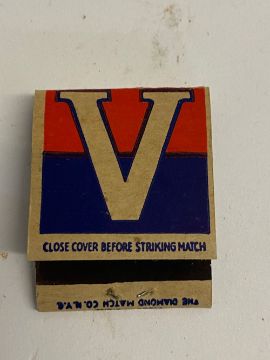 V
CLOSE COVER BEFORE STRIKING MATCH
THE DIAMOND MATCH CO. N.Y.C.